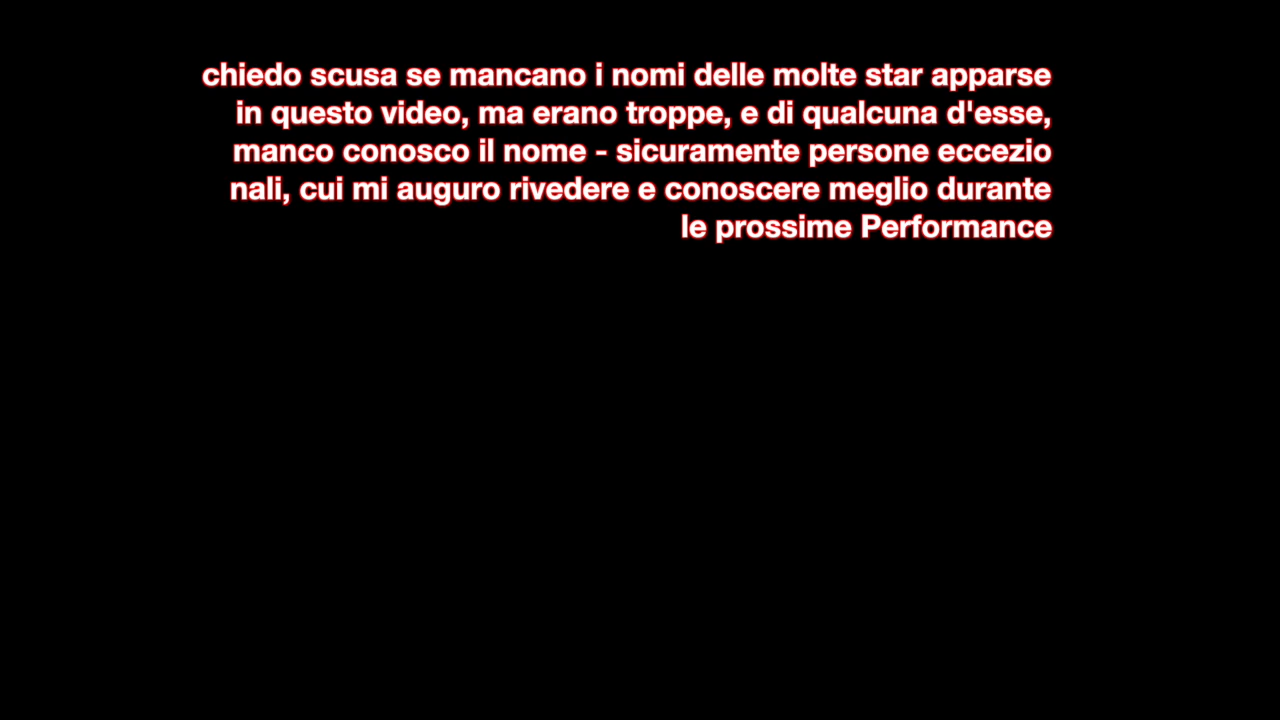 chiedo scusa se mancano i nomi delle molte star apparse
in questo video, ma erano troppe, e di qualcuna d'esse,
manco conosco il nome - sicuramente persone eccezio
nali, cui mi auguro rivedere e conoscere meglio durante
le prossime Performance